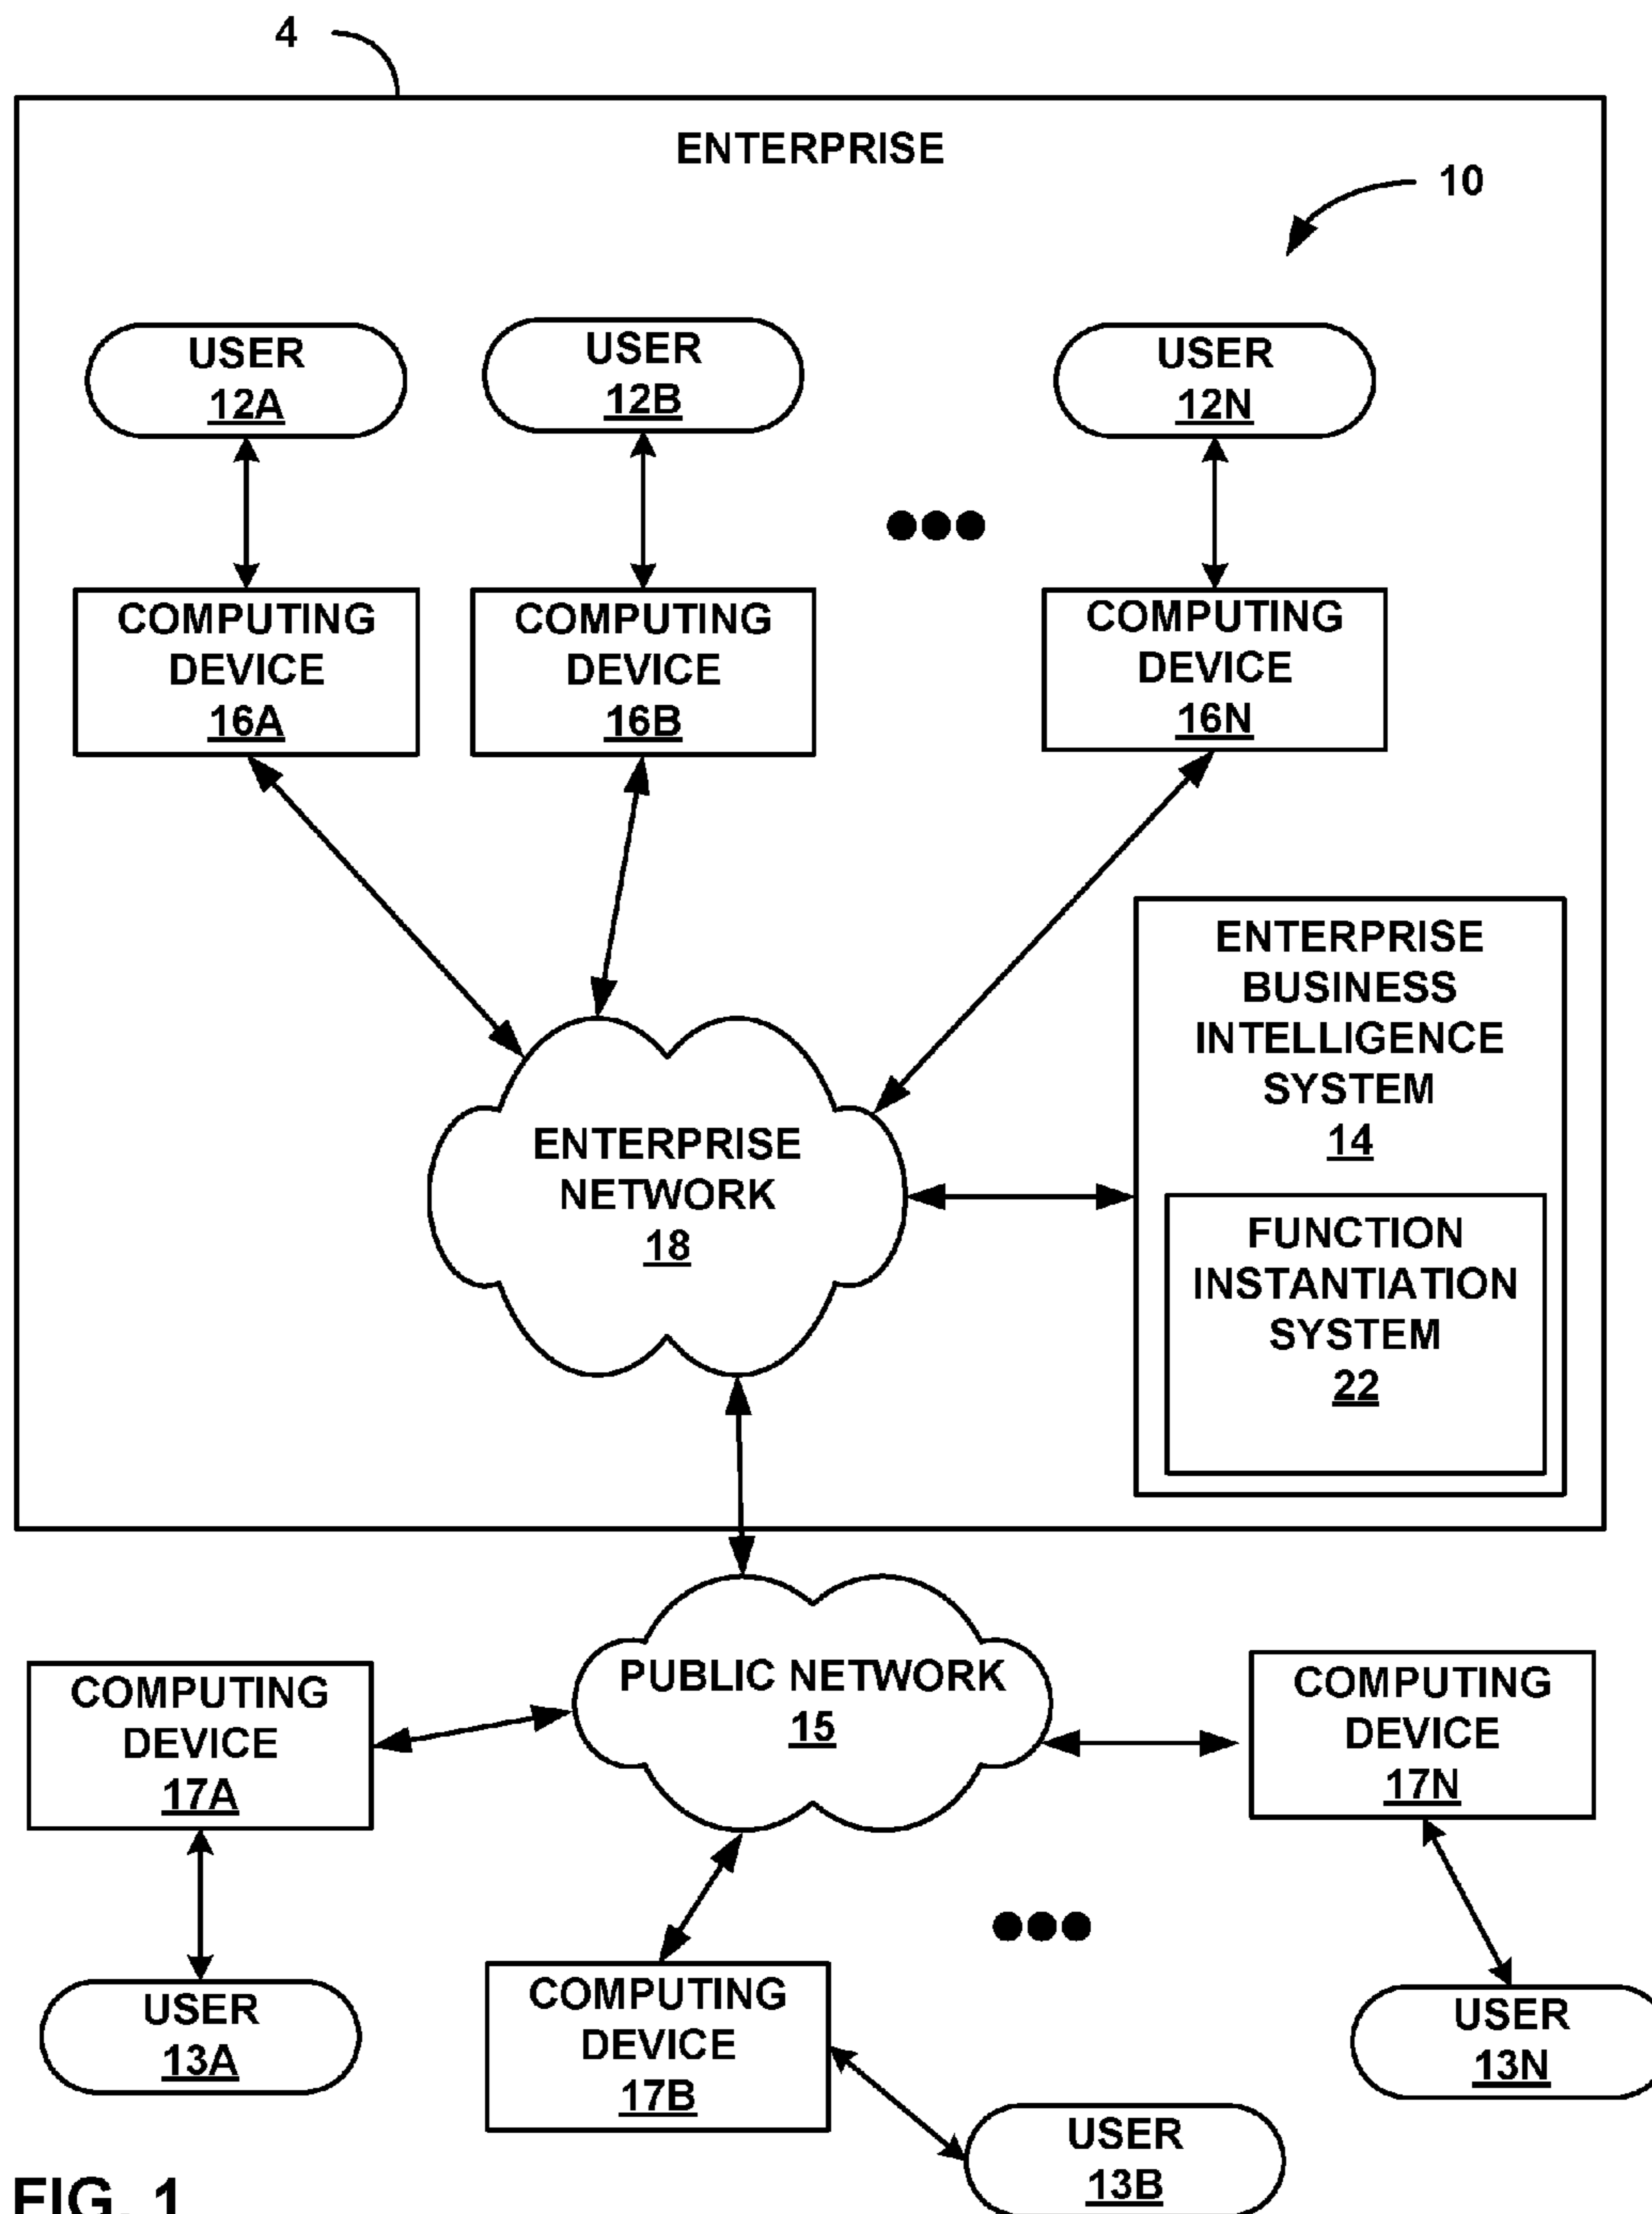 4
ENTERPRISE
10
USER
12A
USER
12B
USER
12N
COMPUTING
DEVICE
16A
COMPUTING
DEVICE
16B
COMPUTING
DEVICE
16N
ENTERPRISE
BUSINESS
INTELLIGENCE
SYSTEM
14
ENTERPRISE
NETWORK
18
FUNCTION
INSTANTIATION
SYSTEM
22
PUBLIC NETWORK
15
COMPUTING
DEVICE
17A
COMPUTING
DEVICE
17N
USER
13A
COMPUTING
DEVICE
17B
USER
13N
USER
13B
FIG. 1